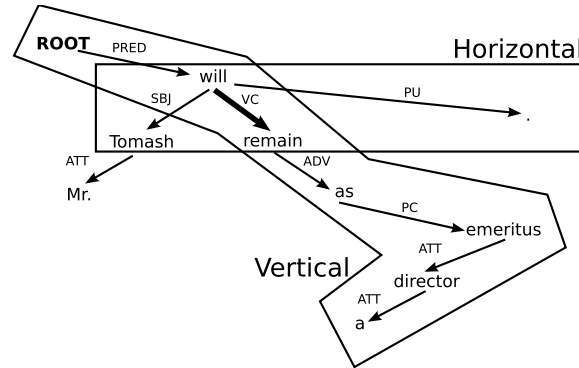 ROOT
PRED
Horizontal
will
PU
SBJ
VC
.
Tomash
remain
ATT
ADV
Mr.
as
PC
emeritus
ATT
Vertical
director
ATT
a